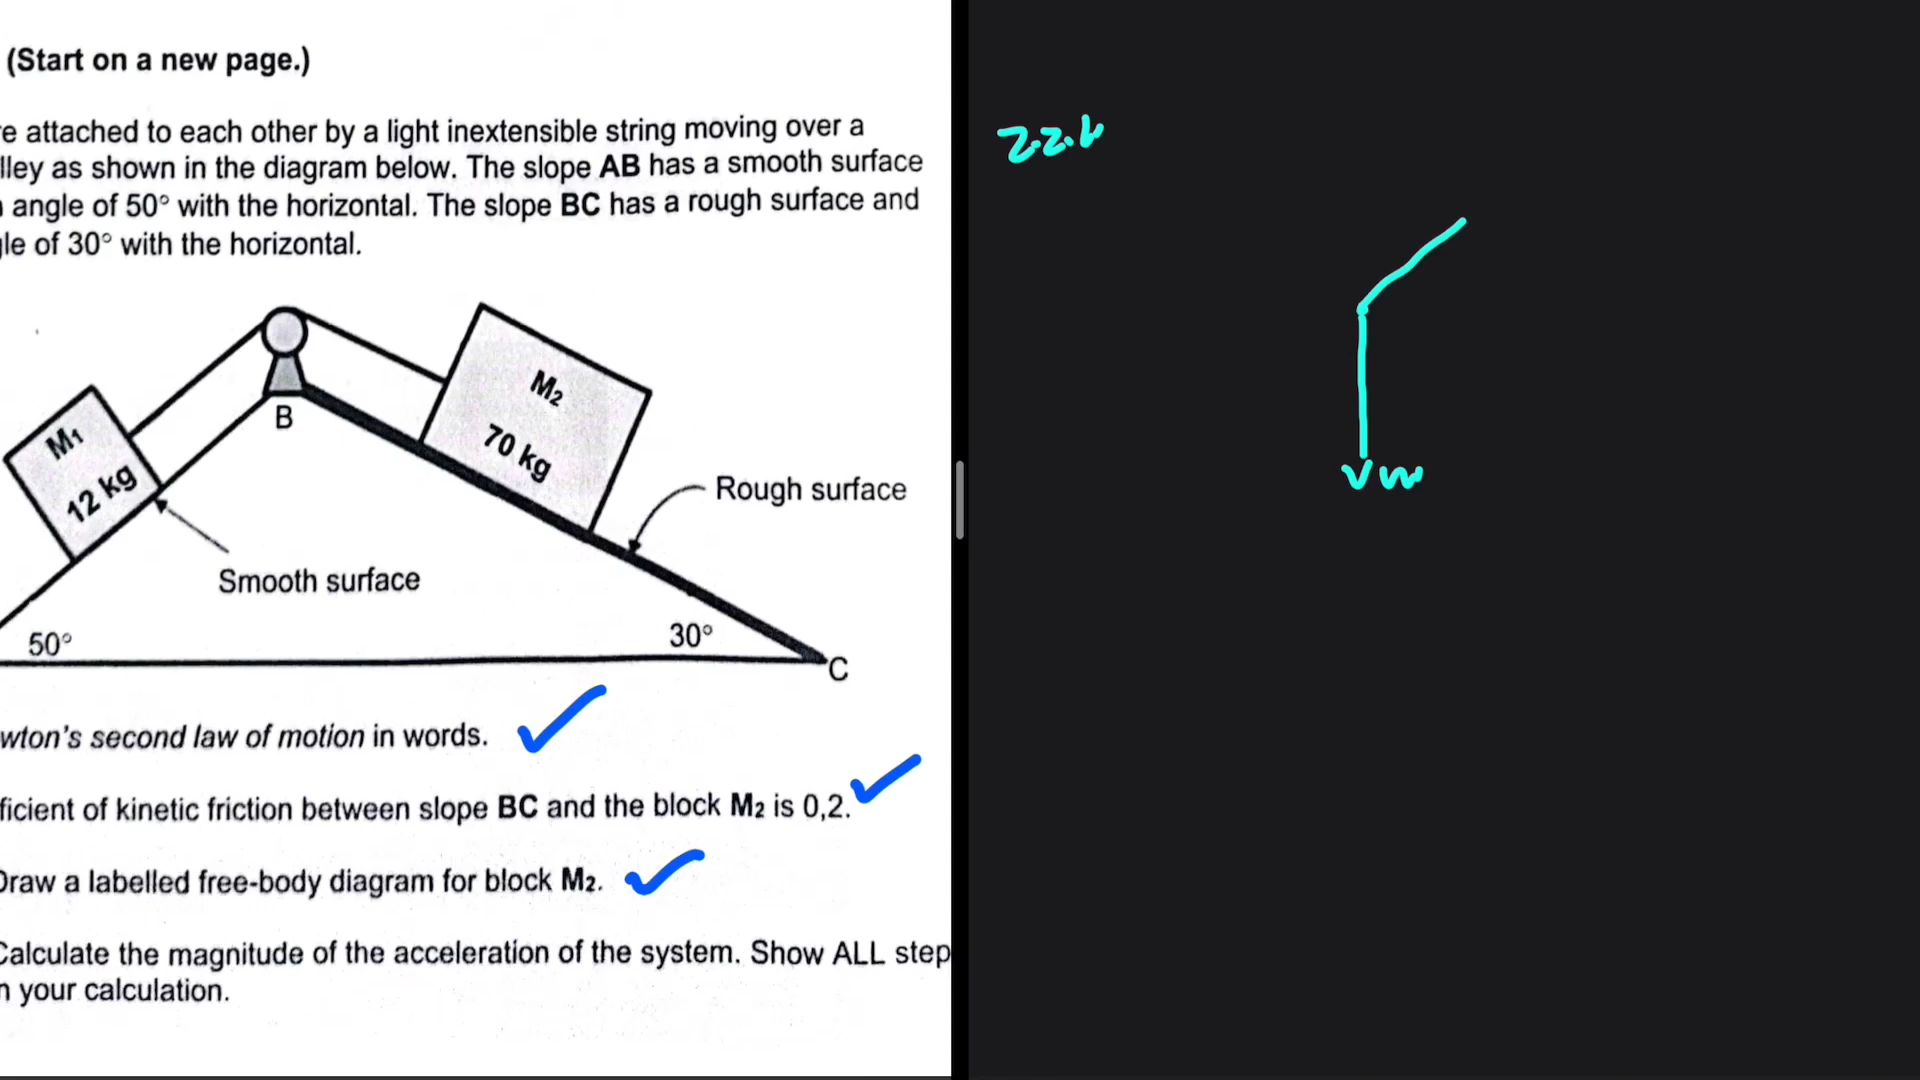 (Start on a new page.)
e attached to each other by a light inextensible string moving over a
lley as shown in the diagram below. The slope AB has a smooth surface
angle of 50° with the horizontal. The slope BC has a rough surface and
le of 30° with the horizontal.
M₁
12 kg
B
M₂
70 kg
Rough surface
Smooth surface
50°
30°
C
wton's second law of motion in words.
ficient of kinetic friction between slope BC and the block M₂ is 0,2.
Draw a labelled free-body diagram for block M₂.
Calculate the magnitude of the acceleration of the system. Show ALL step
n your calculation.
w